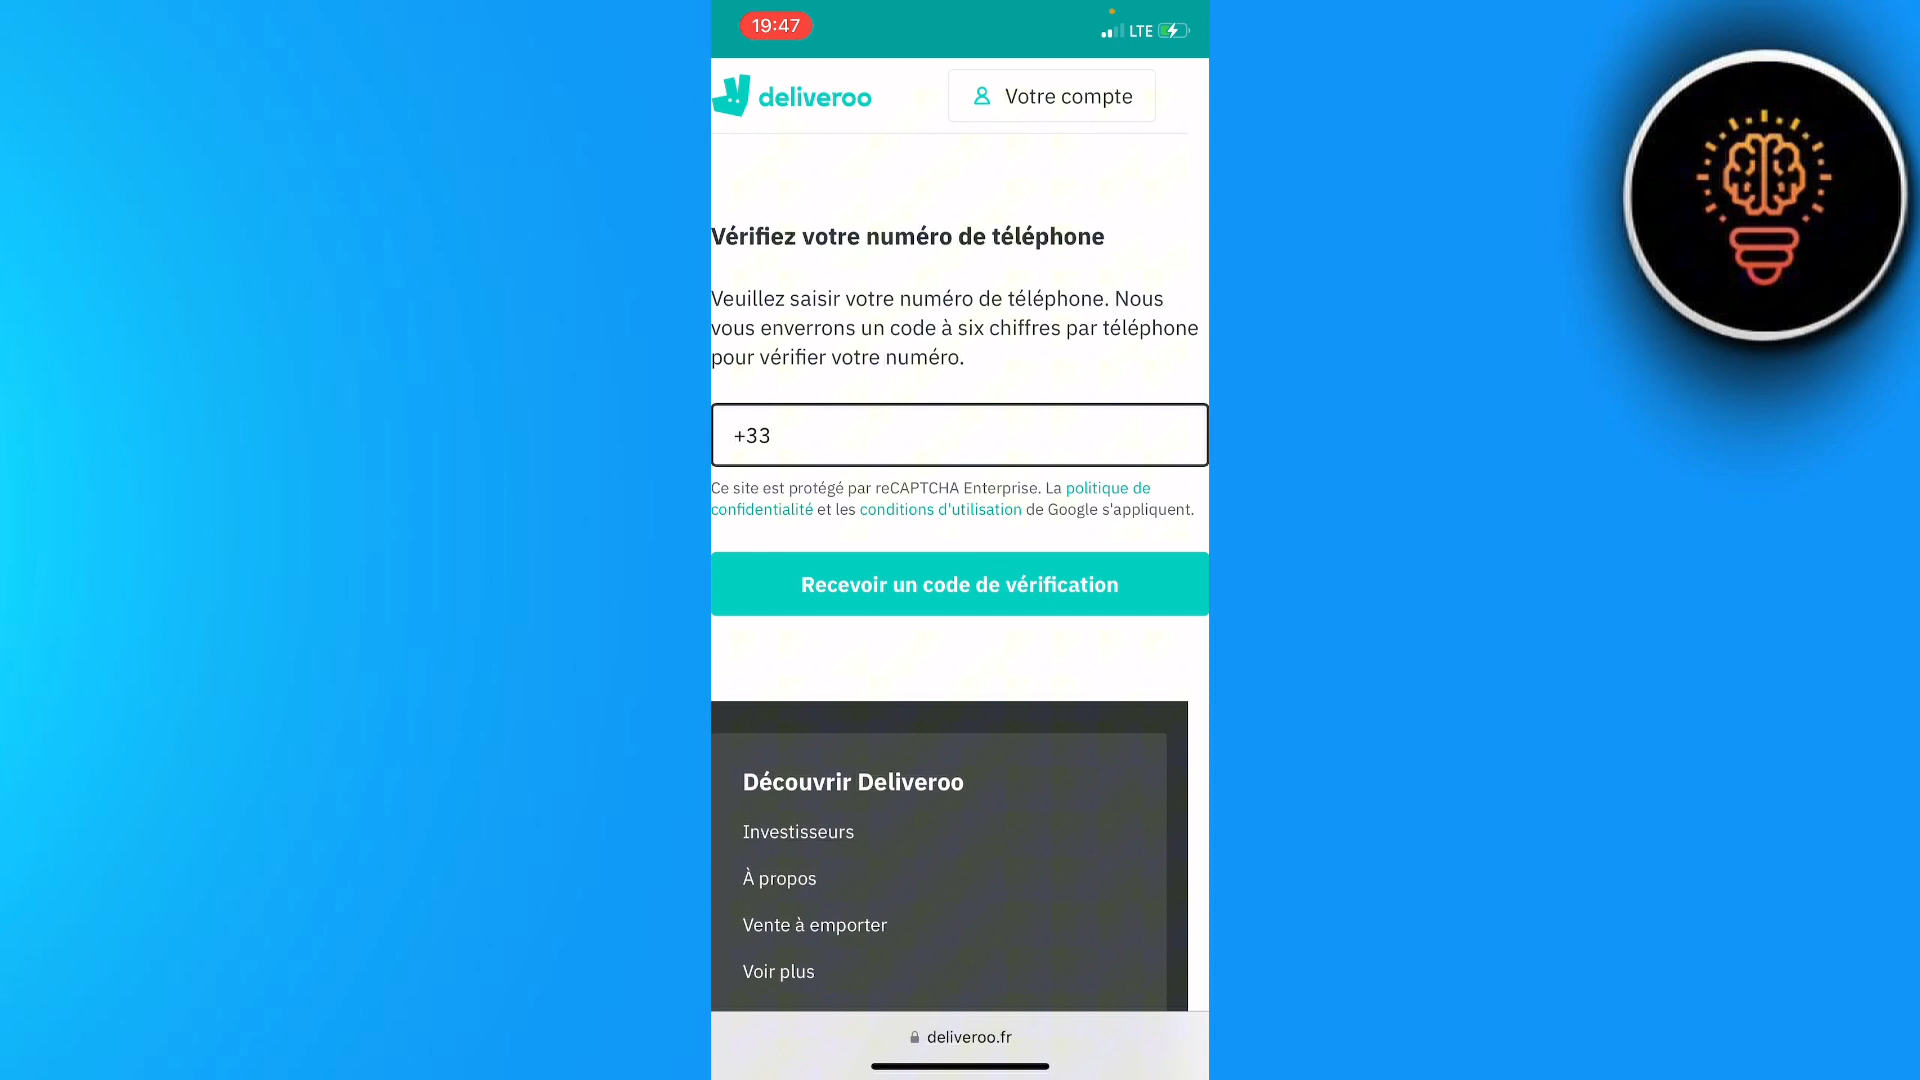 19:47
LTE
deliveroo
Votre compte
Vérifiez votre numéro de téléphone
Veuillez saisir votre numéro de téléphone. Nous
vous enverrons un code à six chiffres par téléphone
pour vérifier votre numéro.
+33
Ce site est protégé par reCAPTCHA Enterprise. La politique de
confidentialité et les conditions d'utilisation de Google s'appliquent.
Recevoir un code de vérification
Découvrir Deliveroo
Investisseurs
À propos
Vente à emporter
Voir plus
deliveroo.fr